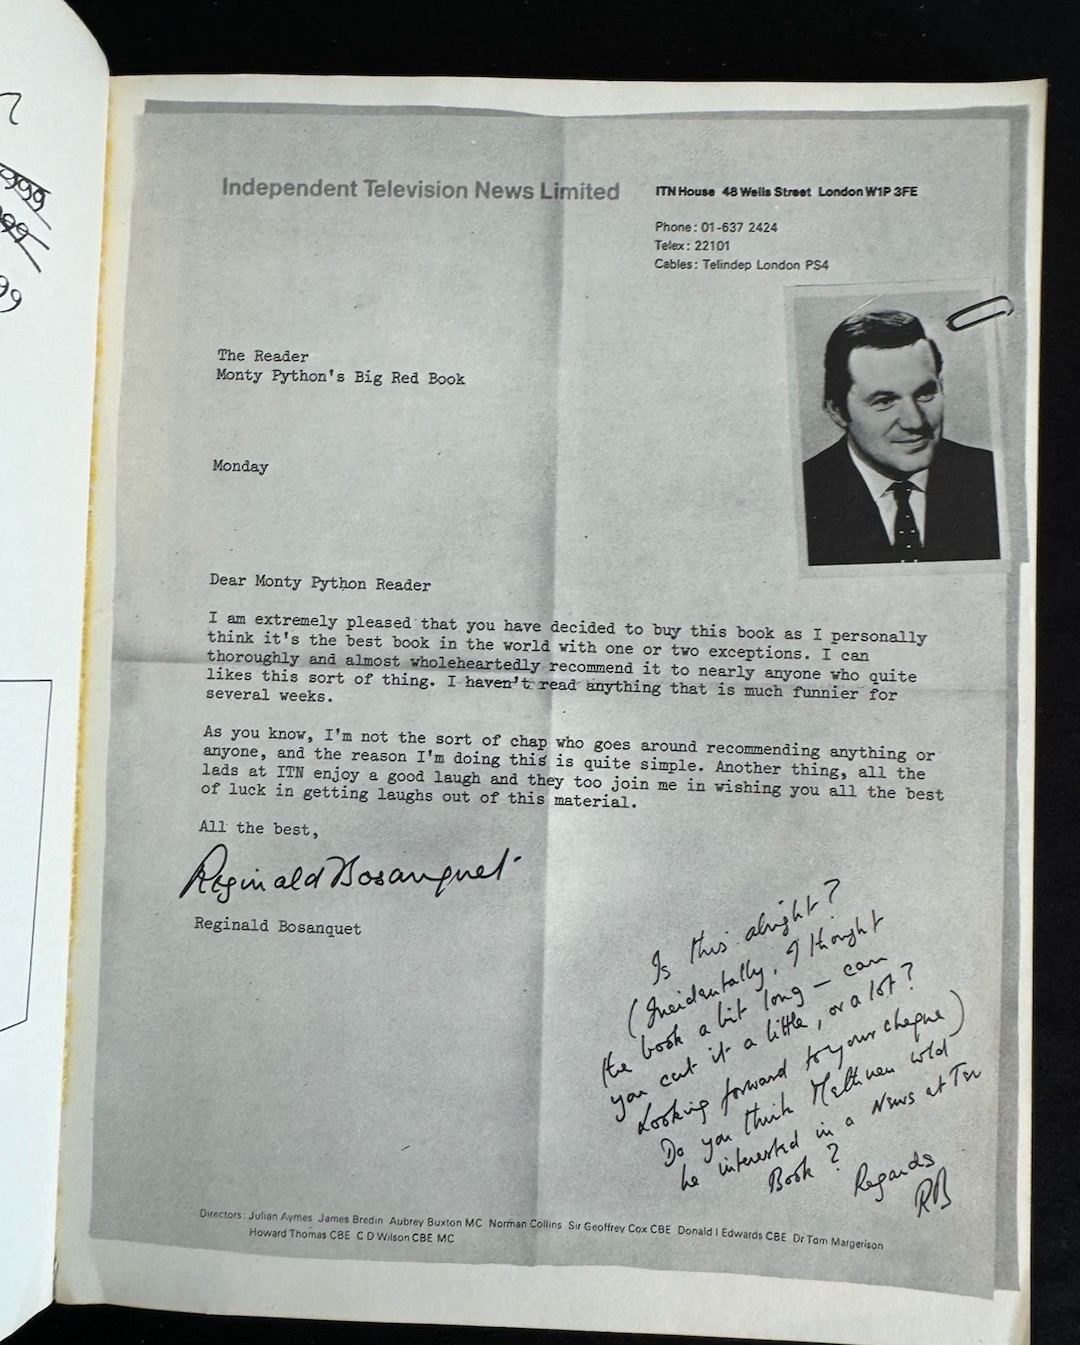 Independent Television News Limited
ITN House 48 Wells Street London W1P 3FE
Phone: 01-637 2424
Telex: 22101
Cables: Telindep London PS4
The Reader
Monty Python's Big Red Book
Monday
Dear Monty Python Reader
I am extremely pleased that you have decided to buy this book as I personally
think it's the best book in the world with one or two exceptions. I can
thoroughly and almost wholeheartedly recommend it to nearly anyone who quite
likes this sort of thing. I haven't read anything that is much funnier for
several weeks.
As you know, I'm not the sort of chap who goes around recommending anything or
anyone, and the reason I'm doing this is quite simple. Another thing, all the
lads at ITN enjoy a good laugh and they too join me in wishing you all the best
of luck in getting laughs out of this material.
All the best,
Reginald Bosanquet
Reginald Bosanquet
Is this alright?
(Incidentally, I thought
the book a bit long – can
you cut it a little, or a lot?
Looking forward to your cheque)
Do you think Methuen wld
be interested in a News at Ten
Book?
Regards
RB
Directors: Julian Aymes James Bredin Aubrey Buxton MC Norman Collins Sir Geoffrey Cox CBE Donald I Edwards CBE Dr Tom Margerison
Howard Thomas CBE C D Wilson CBE MC